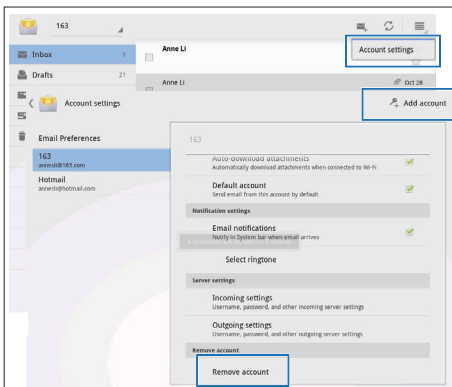 163
Account settings
Inbox 9
Anne Li
Drafts 21
Anne Li Oct 28
Account settings
Add account
Email Preferences
163
annesli@163.com
Hotmail
annesli@hotmail.com
163
Auto-download attachments
Automatically download attachments when connected to Wi-Fi
Default account
Send email from this account by default
Notification settings
Email notifications
Notify in System bar when email arrives
Select ringtone
Server settings
Incoming settings
Username, password, and other incoming server settings
Outgoing settings
Username, password, and other outgoing server settings
Remove account
Remove account